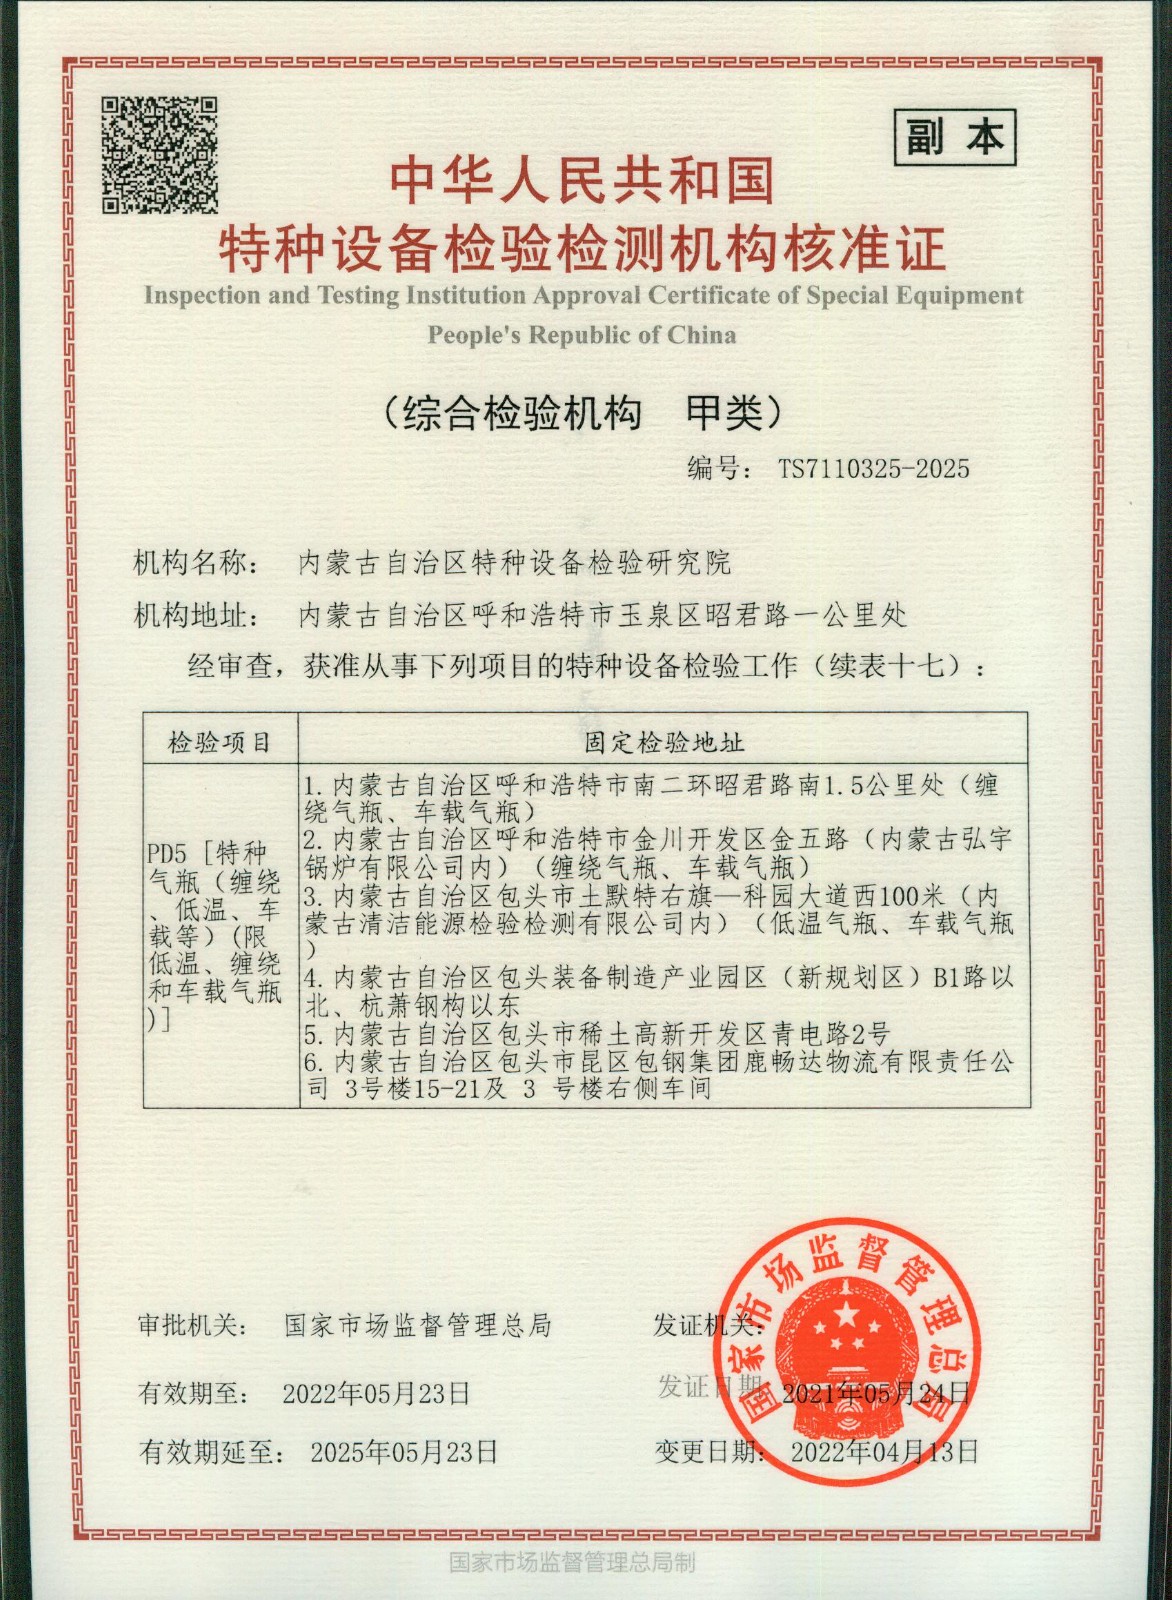 副 本
中华人民共和国
特种设备检验检测机构核准证
Inspection and Testing Institution Approval Certificate of Special Equipment
People's Republic of China
（综合检验机构　甲类）
编号： TS7110325-2025
机构名称： 内蒙古自治区特种设备检验研究院
机构地址： 内蒙古自治区呼和浩特市玉泉区昭君路一公里处
经审查，获准从事下列项目的特种设备检验工作（续表十七）：
检验项目
固定检验地址
PD5 [特种
气瓶（缠绕
、低温、车
载等）(限
低温、缠绕
和车载气瓶
)]
1. 内蒙古自治区呼和浩特市南二环昭君路南1.5公里处（缠
绕气瓶、车载气瓶）
2. 内蒙古自治区呼和浩特市金川开发区金五路（内蒙古弘宇
锅炉有限公司内）（缠绕气瓶、车载气瓶）
3. 内蒙古自治区包头市土默特右旗—科园大道西100米（内
蒙古清洁能源检验检测有限公司内）（低温气瓶、车载气瓶
）
4. 内蒙古自治区包头装备制造产业园区（新规划区）B1路以
北、杭萧钢构以东
5. 内蒙古自治区包头市稀土高新开发区青电路2号
6. 内蒙古自治区包头市昆区包钢集团鹿畅达物流有限责任公
司 3号楼15-21及 3 号楼右侧车间
审批机关： 国家市场监督管理总局
发证机关：
国家市场监督管理总局
有效期至： 2022年05月23日
发证日期： 2021年05月24日
有效期延至： 2025年05月23日
变更日期： 2022年04月13日
国家市场监督管理总局制